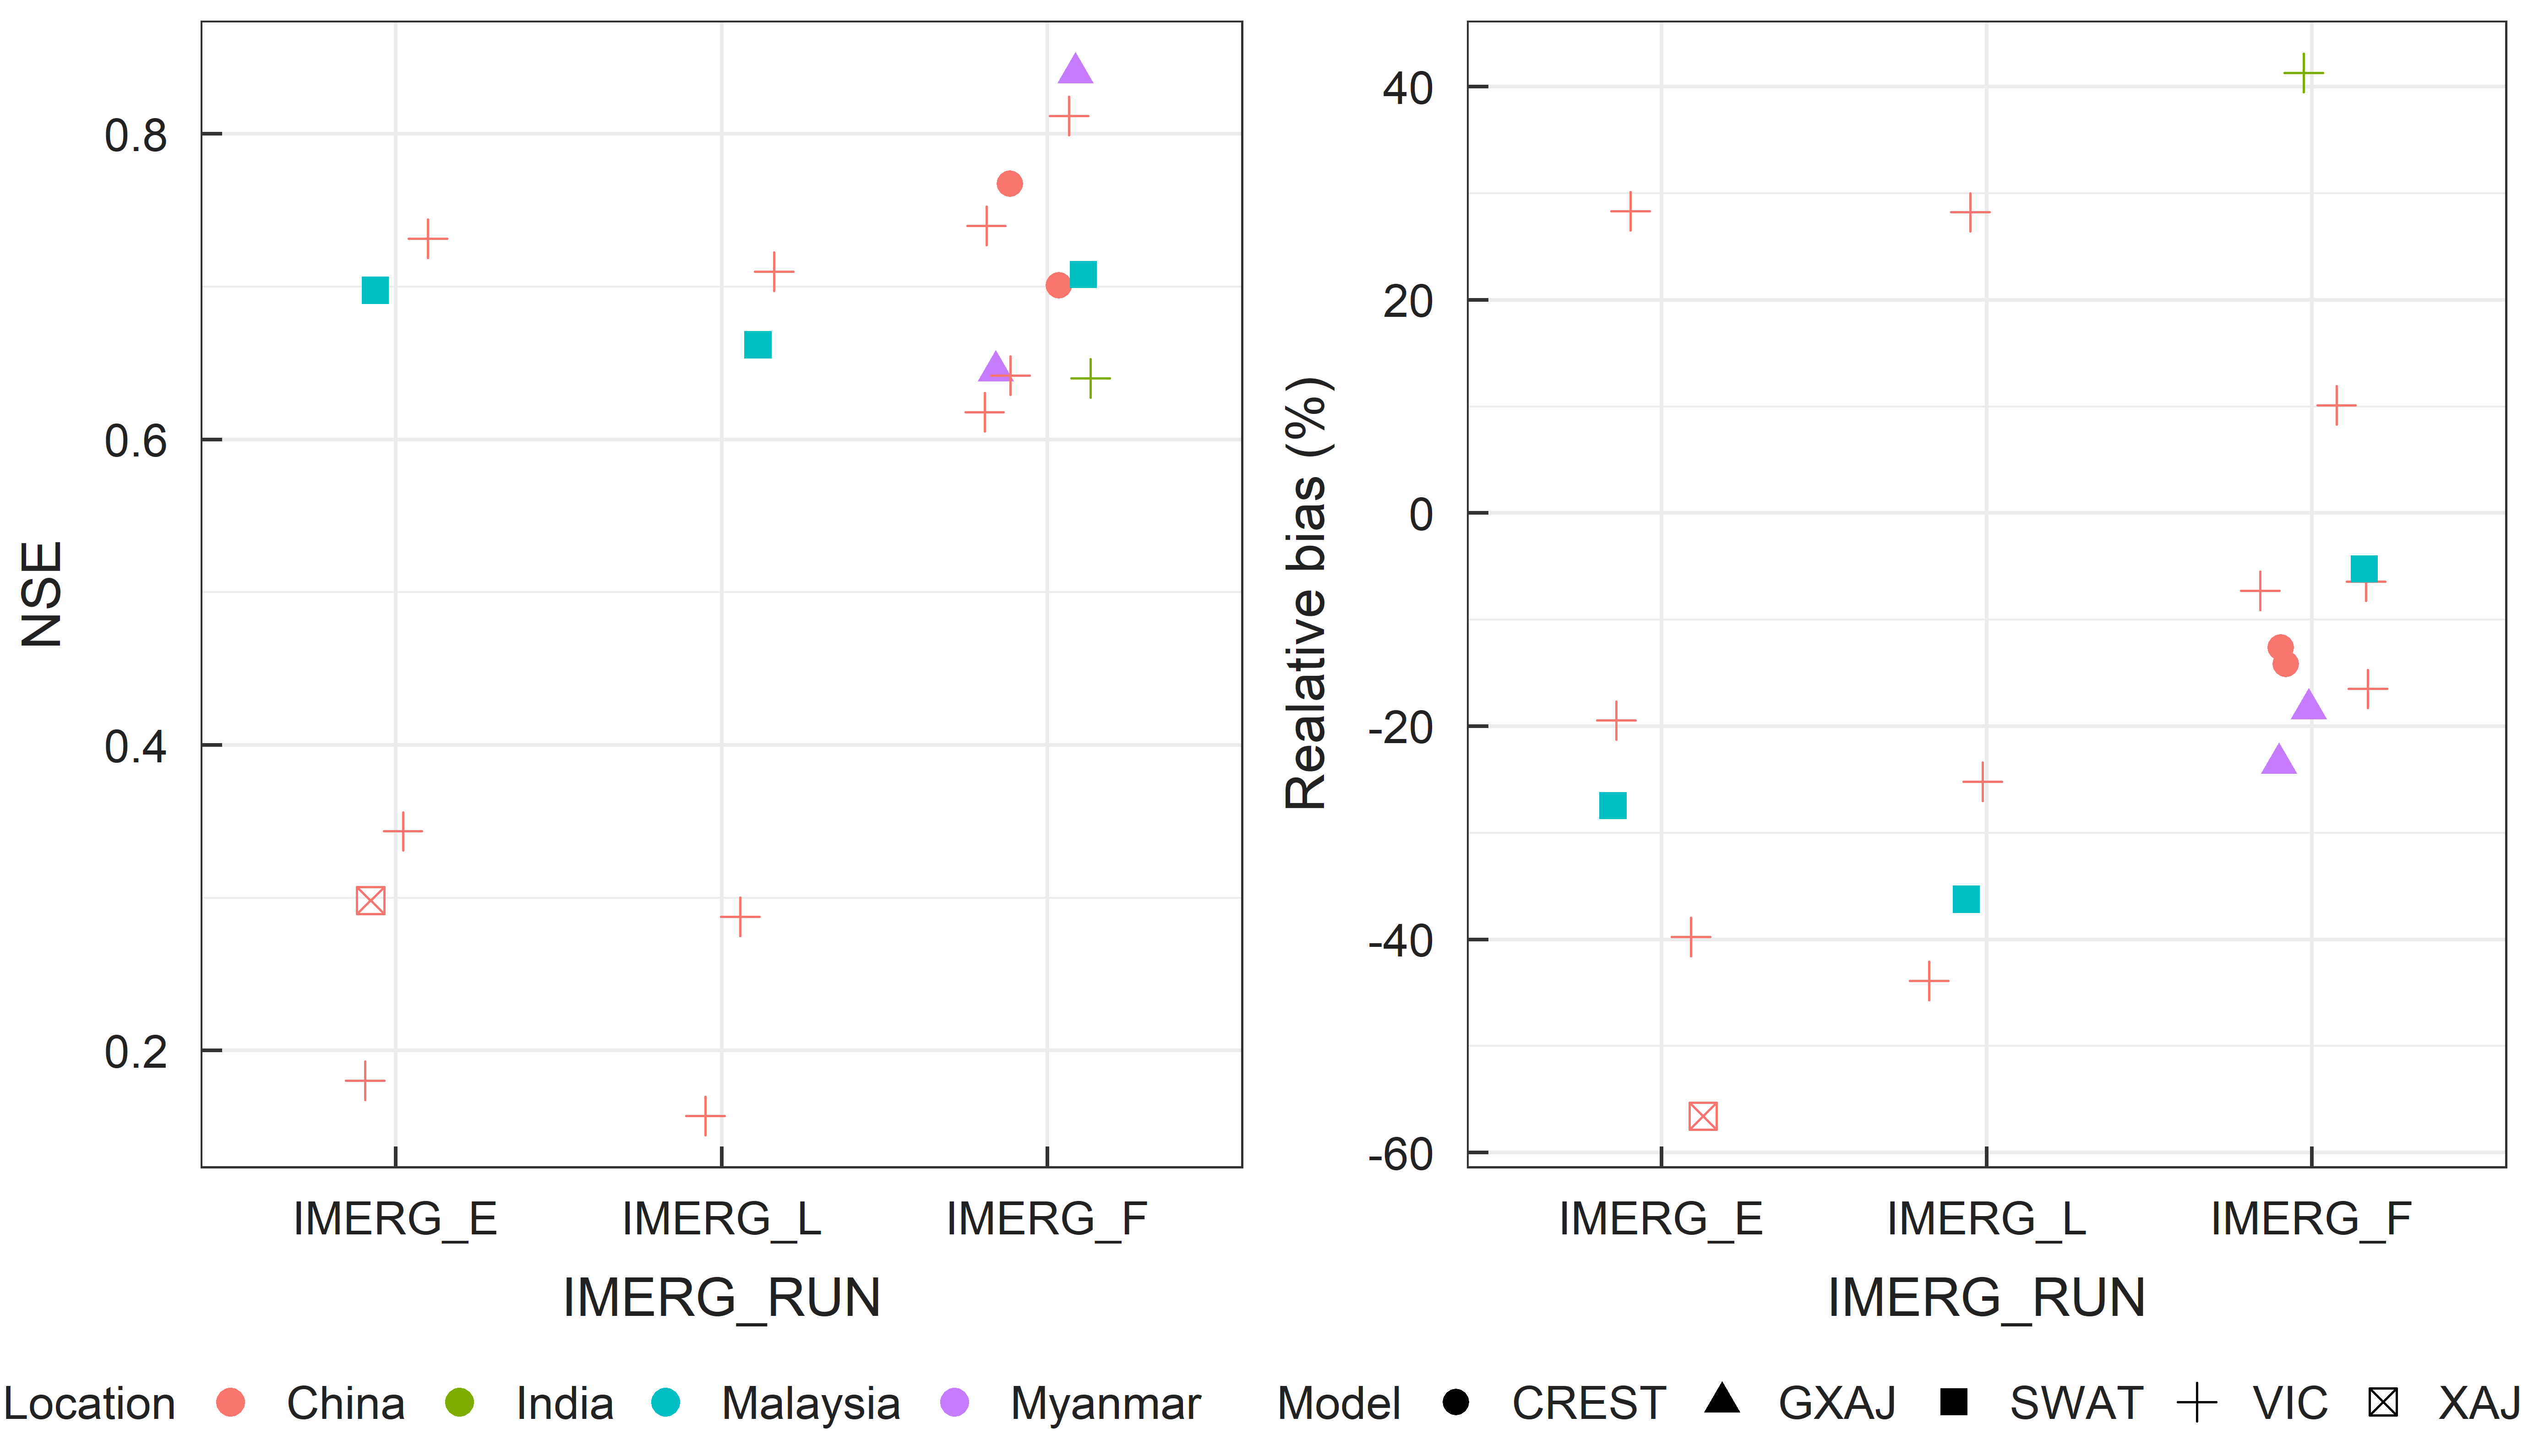 NSE
0.8
0.6
0.4
0.2
IMERG_E IMERG_L IMERG_F
IMERG_RUN
Realative bias (%)
40
20
0
-20
-40
-60
IMERG_E IMERG_L IMERG_F
IMERG_RUN
Location China India Malaysia Myanmar Model CREST GXAJ SWAT VIC XAJ